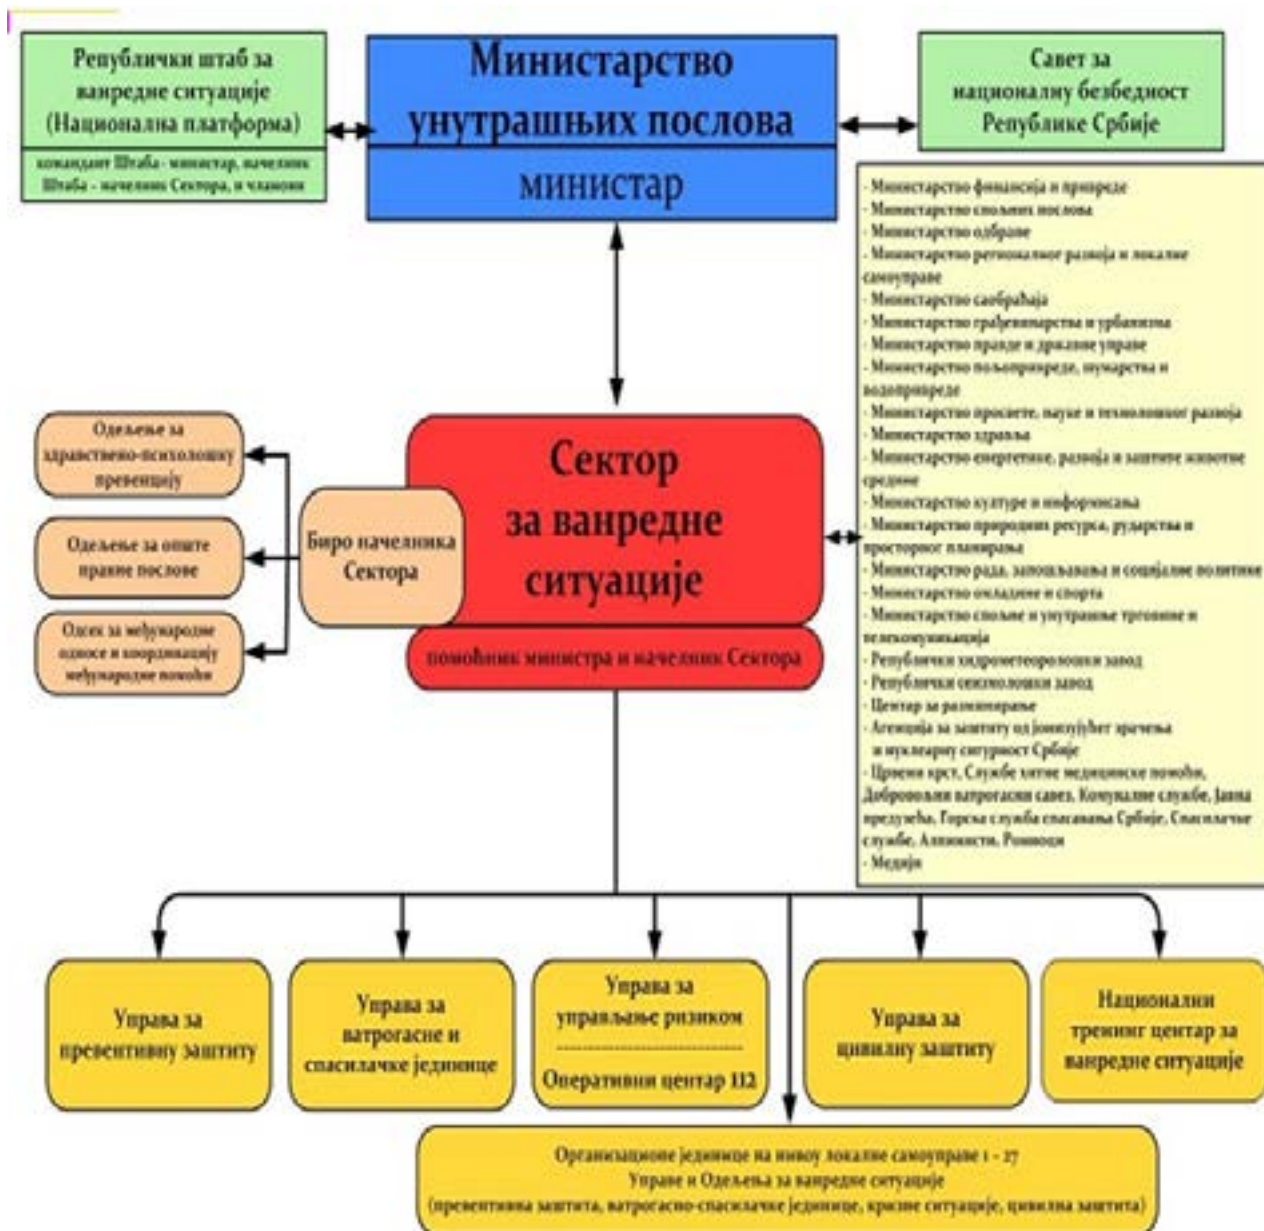 Републички штаб за
ванредне ситуације
(Национална платформа)
командант Штаба - министар, начелник
Штаба - начелник Сектора, и чланови
Министарство
унутрашњих послова
министар
Савет за
националну безбедност
Републике Србије
- Министарство финансија и привреде
- Министарство спољних послова
- Министарство одбране
- Министарство регионалног развоја и локалне
самоуправе
- Министарство саобраћаја
- Министарство грађевинарства и урбанизма
- Министарство правде и државне управе
- Министарство пољопривреде, шумарства и
водопривреде
- Министарство просвете, науке и технолошког развоја
- Министарство здравља
- Министарство енергетике, развоја и заштите животне
средине
- Министарство културе и информисања
- Министарство природних ресурса, рударства и
просторног планирања
- Министарство рада, запошљавања и социјалне политике
- Министарство омладине и спорта
- Министарство спољне и унутрашње трговине и
телекомуникација
- Републички хидрометеоролошки завод
- Републички сеизмолошки завод
- Центар за разминирање
- Агенција за заштиту од јонизујућег зрачења
и нуклеарну сигурност Србије
- Црвени крст, Службе хитне медицинске помоћи,
Добровољни ватрогасни савез, Комуналне службе, Јавна
предузећа, Горска служба спасавања Србије, Спасилачке
службе, Алпинисти, Рониоци
- Медији
Одељење за
здравствено-психолошку
превенцију
Одељење за опште
правне послове
Одсек за међународне
односе и координацију
међународне помоћи
Биро начелника
Сектора
Сектор
за ванредне
ситуације
помоћник министра и начелник Сектора
Управа за
превентивну заштиту
Управа за
ватрогасне и
спасилачке јединице
Управа за
управљање ризиком
Оперативни центар 112
Управа за
цивилну заштиту
Национални
тренинг центар за
ванредне ситуације
Организационе јединице на нивоу локалне самоуправе 1 - 27
Управе и Одељења за ванредне ситуације
(превентивна заштита, ватрогасно-спасилачке јединице, кризне ситуације, цивилна заштита)